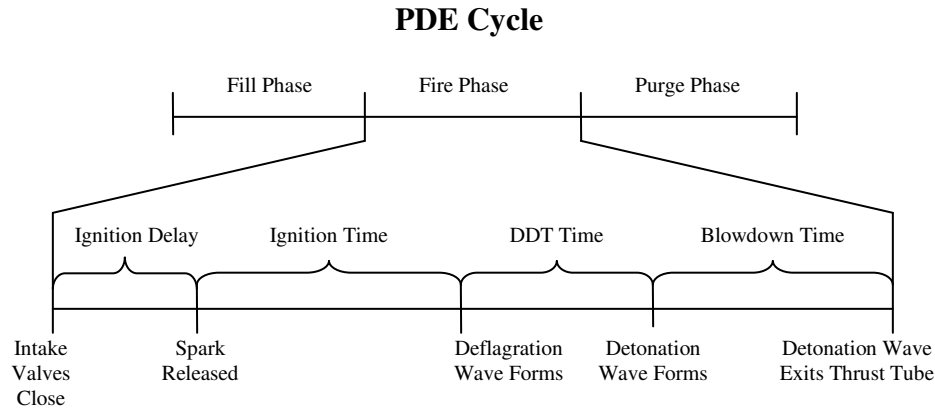 PDE Cycle
Fill Phase
Fire Phase
Purge Phase
Ignition Delay
Ignition Time
DDT Time
Blowdown Time
Intake
Valves
Close
Spark
Released
Deflagration
Wave Forms
Detonation
Wave Forms
Detonation Wave
Exits Thrust Tube